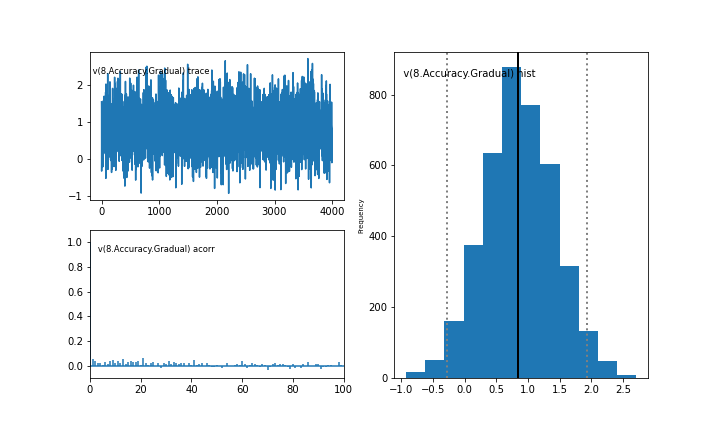 v(8.Accuracy.Gradual) trace
2
1
0
−1
0 1000 2000 3000 4000
v(8.Accuracy.Gradual) acorr
1.0
0.8
0.6
0.4
0.2
0.0
0 20 40 60 80 100
v(8.Accuracy.Gradual) hist
Frequency
800
600
400
200
0
−1.0 −0.5 0.0 0.5 1.0 1.5 2.0 2.5